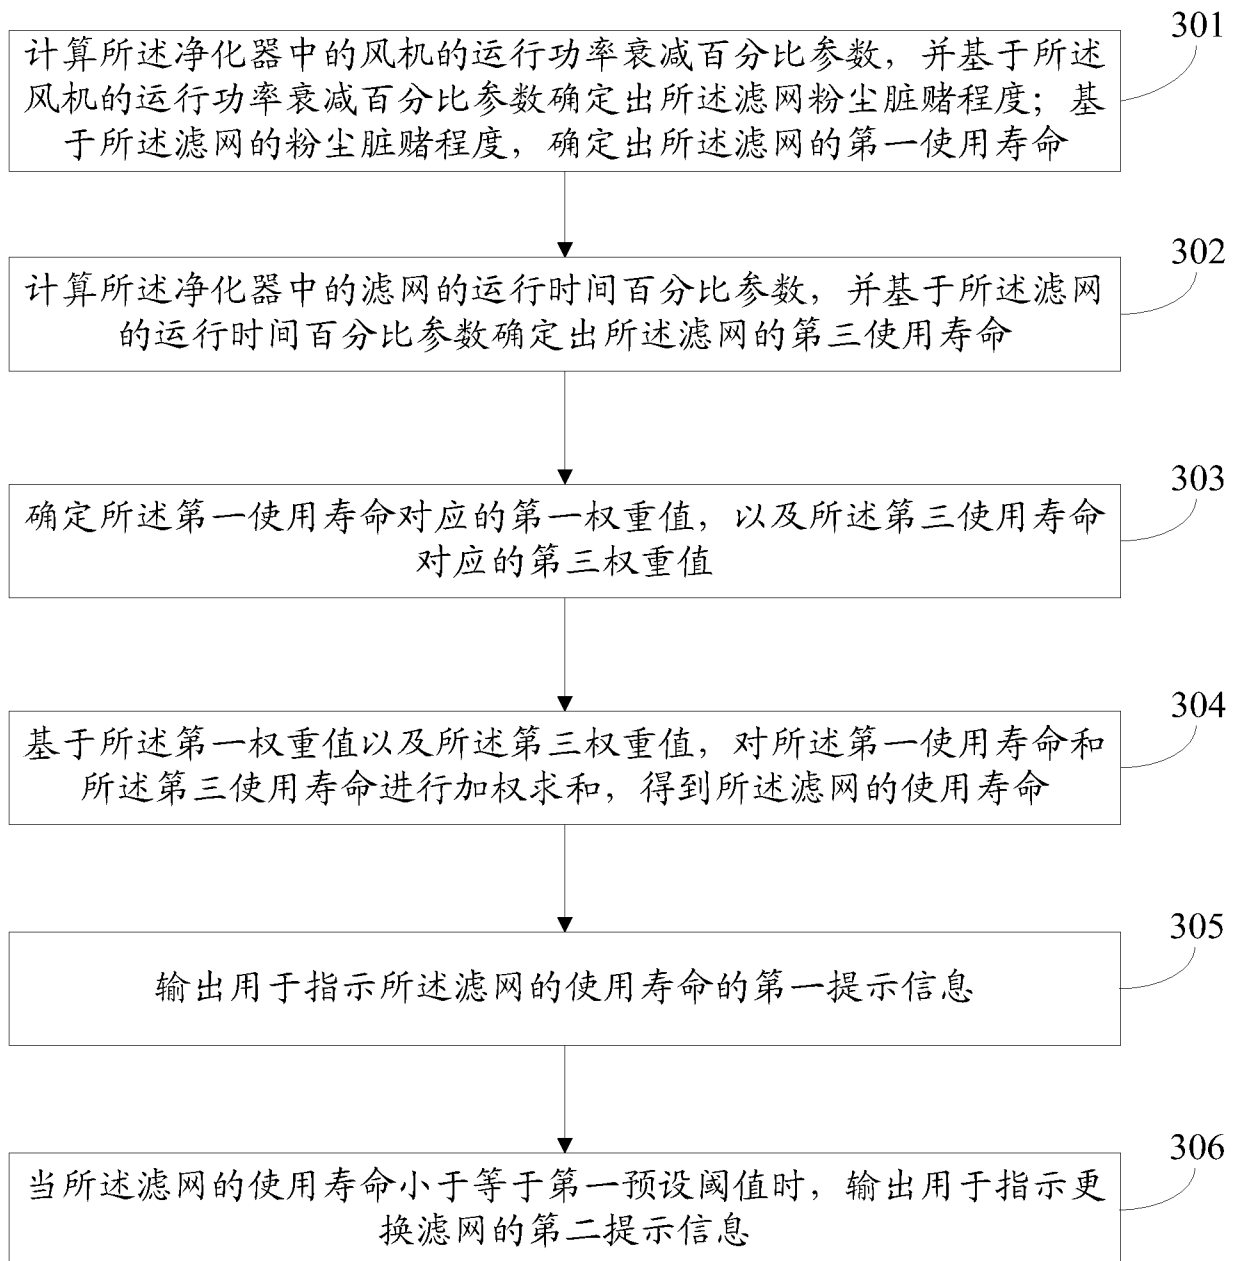 301
计算所述净化器中的风机的运行功率衰减百分比参数，并基于所述
风机的运行功率衰减百分比参数确定出所述滤网粉尘脏赌程度；基
于所述滤网的粉尘脏赌程度，确定出所述滤网的第一使用寿命
302
计算所述净化器中的滤网的运行时间百分比参数，并基于所述滤网
的运行时间百分比参数确定出所述滤网的第三使用寿命
303
确定所述第一使用寿命对应的第一权重值，以及所述第三使用寿命
对应的第三权重值
304
基于所述第一权重值以及所述第三权重值，对所述第一使用寿命和
所述第三使用寿命进行加权求和，得到所述滤网的使用寿命
305
输出用于指示所述滤网的使用寿命的第一提示信息
306
当所述滤网的使用寿命小于等于第一预设阈值时，输出用于指示更
换滤网的第二提示信息